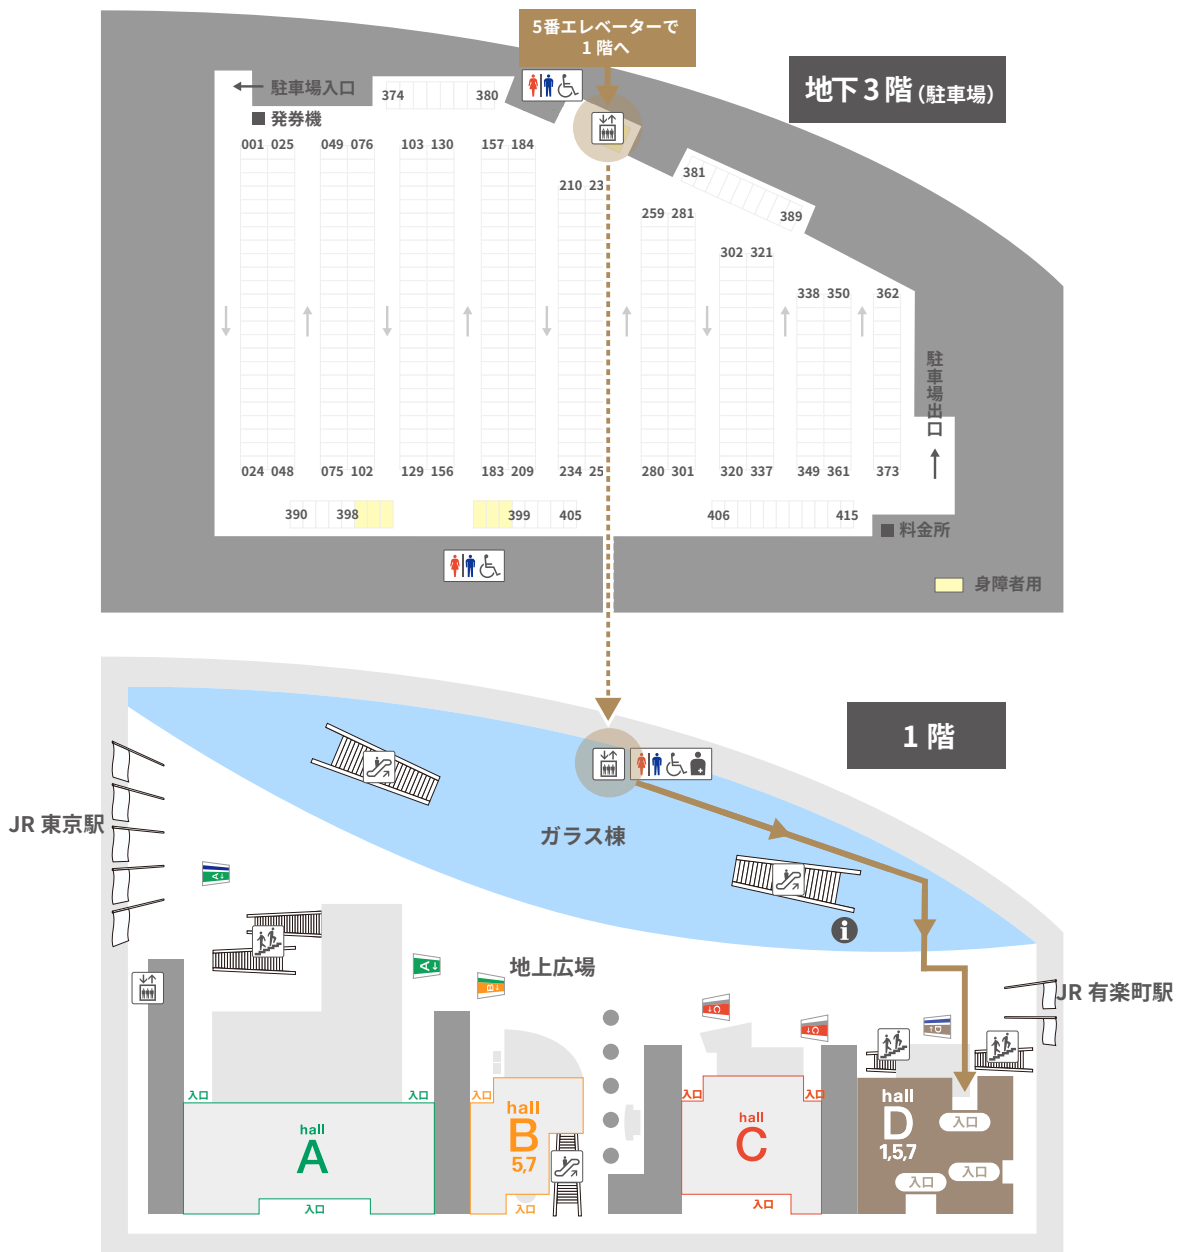 5番エレベーターで
1階へ
地下3階（駐車場）
駐車場入口
発券機
374 380
001 025 049 076 103 130 157 184
210 23
381
389
259 281
302 321
338 350 362
駐車場出口
024 048 075 102 129 156 183 209 234 25 280 301 320 337 349 361 373
390 398 399 405 406 415
料金所
身障者用
1階
JR 東京駅
ガラス棟
i
A
地上広場
A
B
JR 有楽町駅
C
C
D
入口 入口 入口 入口 入口
hall
A
hall
B
5,7
hall
C
hall
D
1,5,7
入口
入口
入口
入口 入口 入口